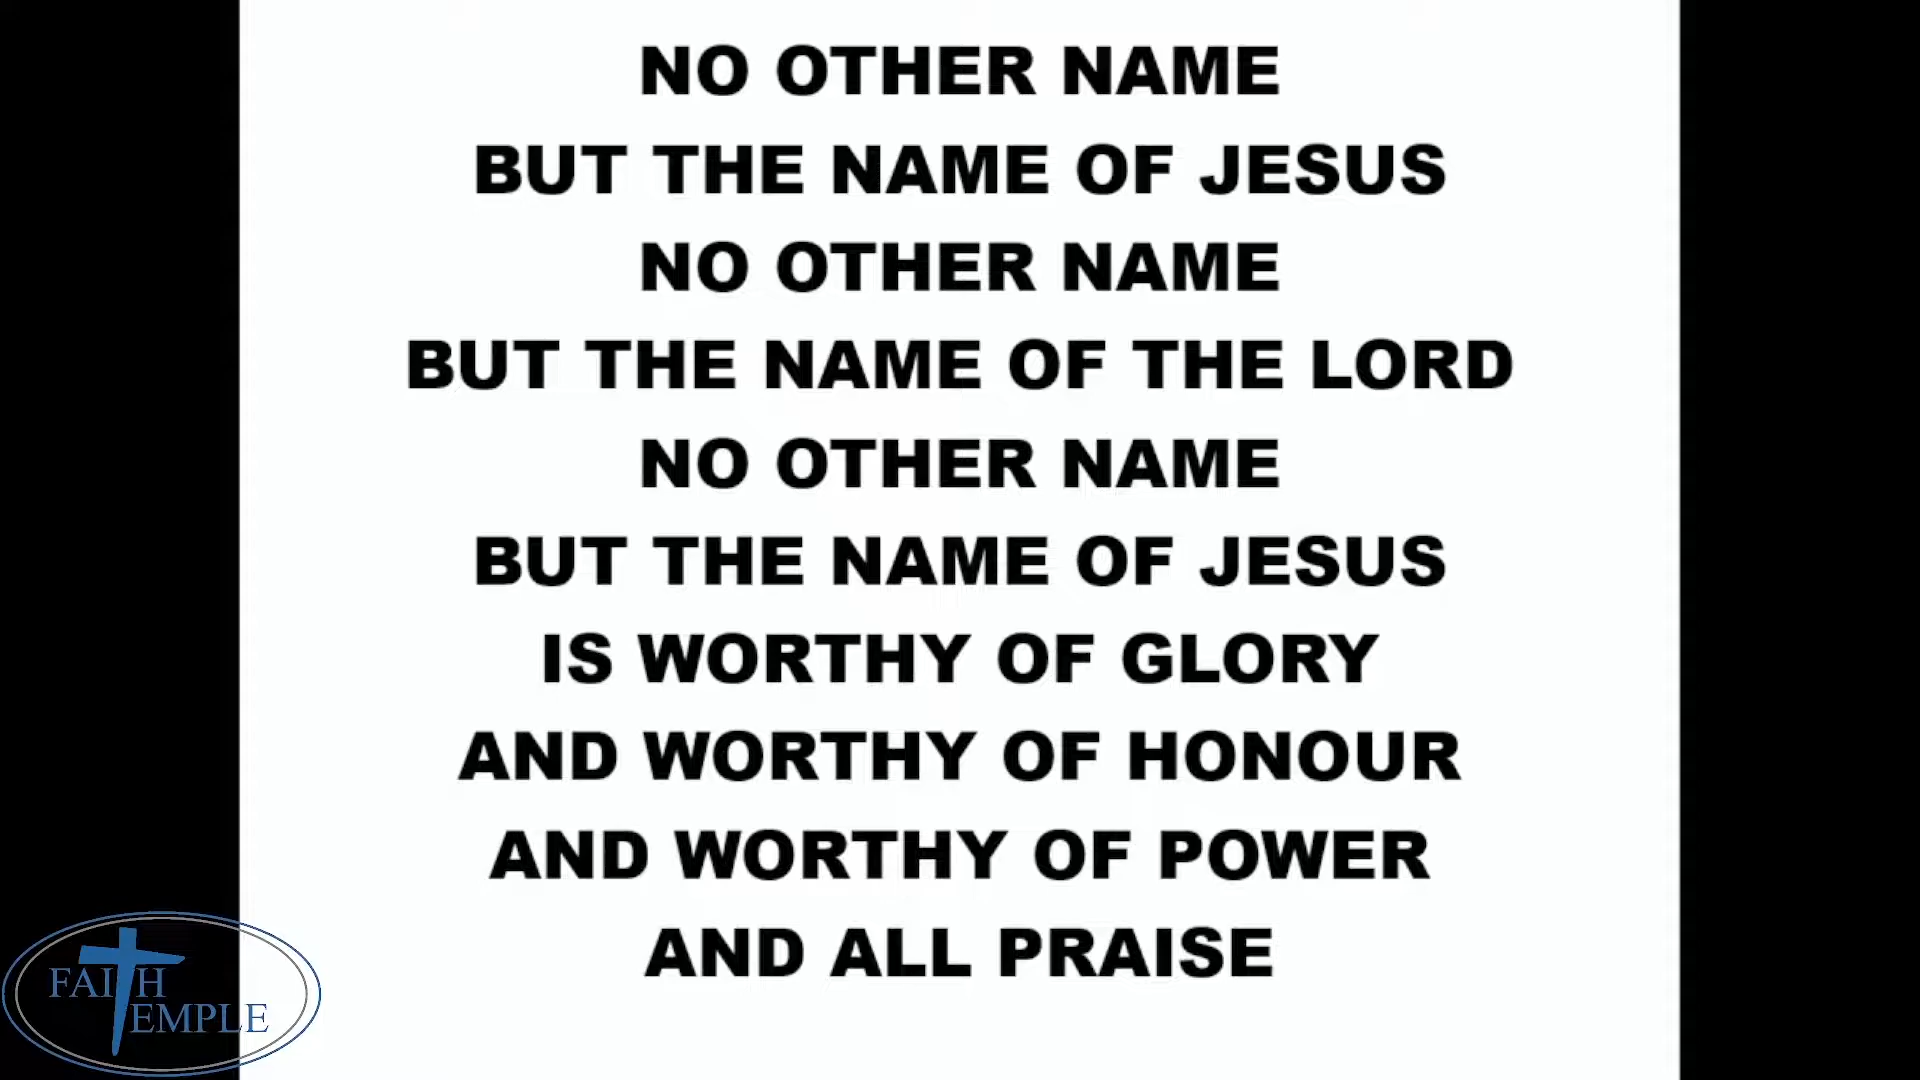 NO OTHER NAME
BUT THE NAME OF JESUS
NO OTHER NAME
BUT THE NAME OF THE LORD
NO OTHER NAME
BUT THE NAME OF JESUS
IS WORTHY OF GLORY
AND WORTHY OF HONOUR
AND WORTHY OF POWER
AND ALL PRAISE
FAITH
TEMPLE